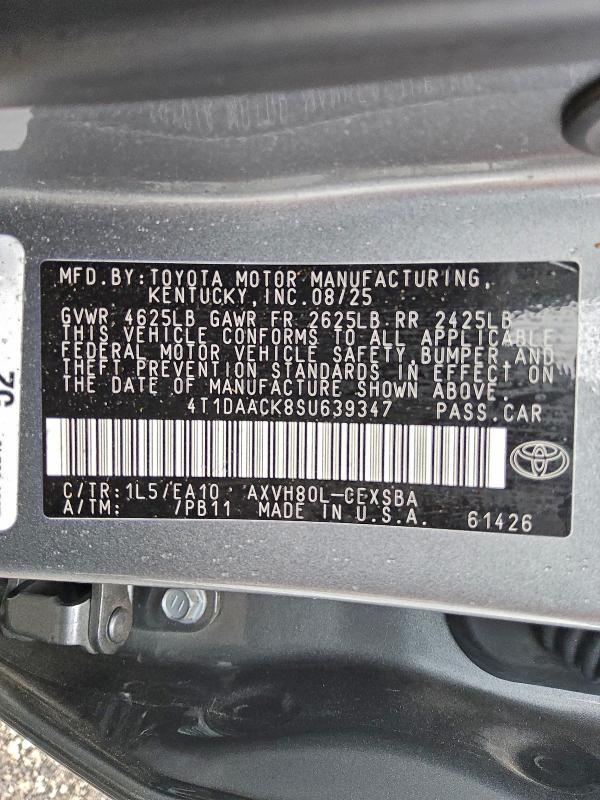 MFD.BY:TOYOTA MOTOR MANUFACTURING,
KENTUCKY,INC.08/25
GVWR 4625LB GAWR FR 2625LB RR 2425LB
THIS VEHICLE CONFORMS TO ALL APPLICABLE
FEDERAL MOTOR VEHICLE SAFETY,BUMPER,AND
THEFT PREVENTION STANDARDS IN EFFECT ON
THE DATE OF MANUFACTURE SHOWN ABOVE.
4T1DAACK8SU639347 PASS.CAR
C/TR:1L5/EA10 AXVH80L-CEXSBA
A/TM: /PB11 MADE IN U.S.A. 61426
52